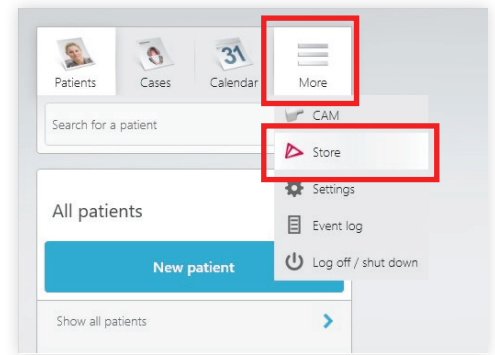 31
Patients Cases Calendar More
Search for a patient
CAM
Store
Settings
All patients
Event log
New patient
Log off / shut down
Show all patients